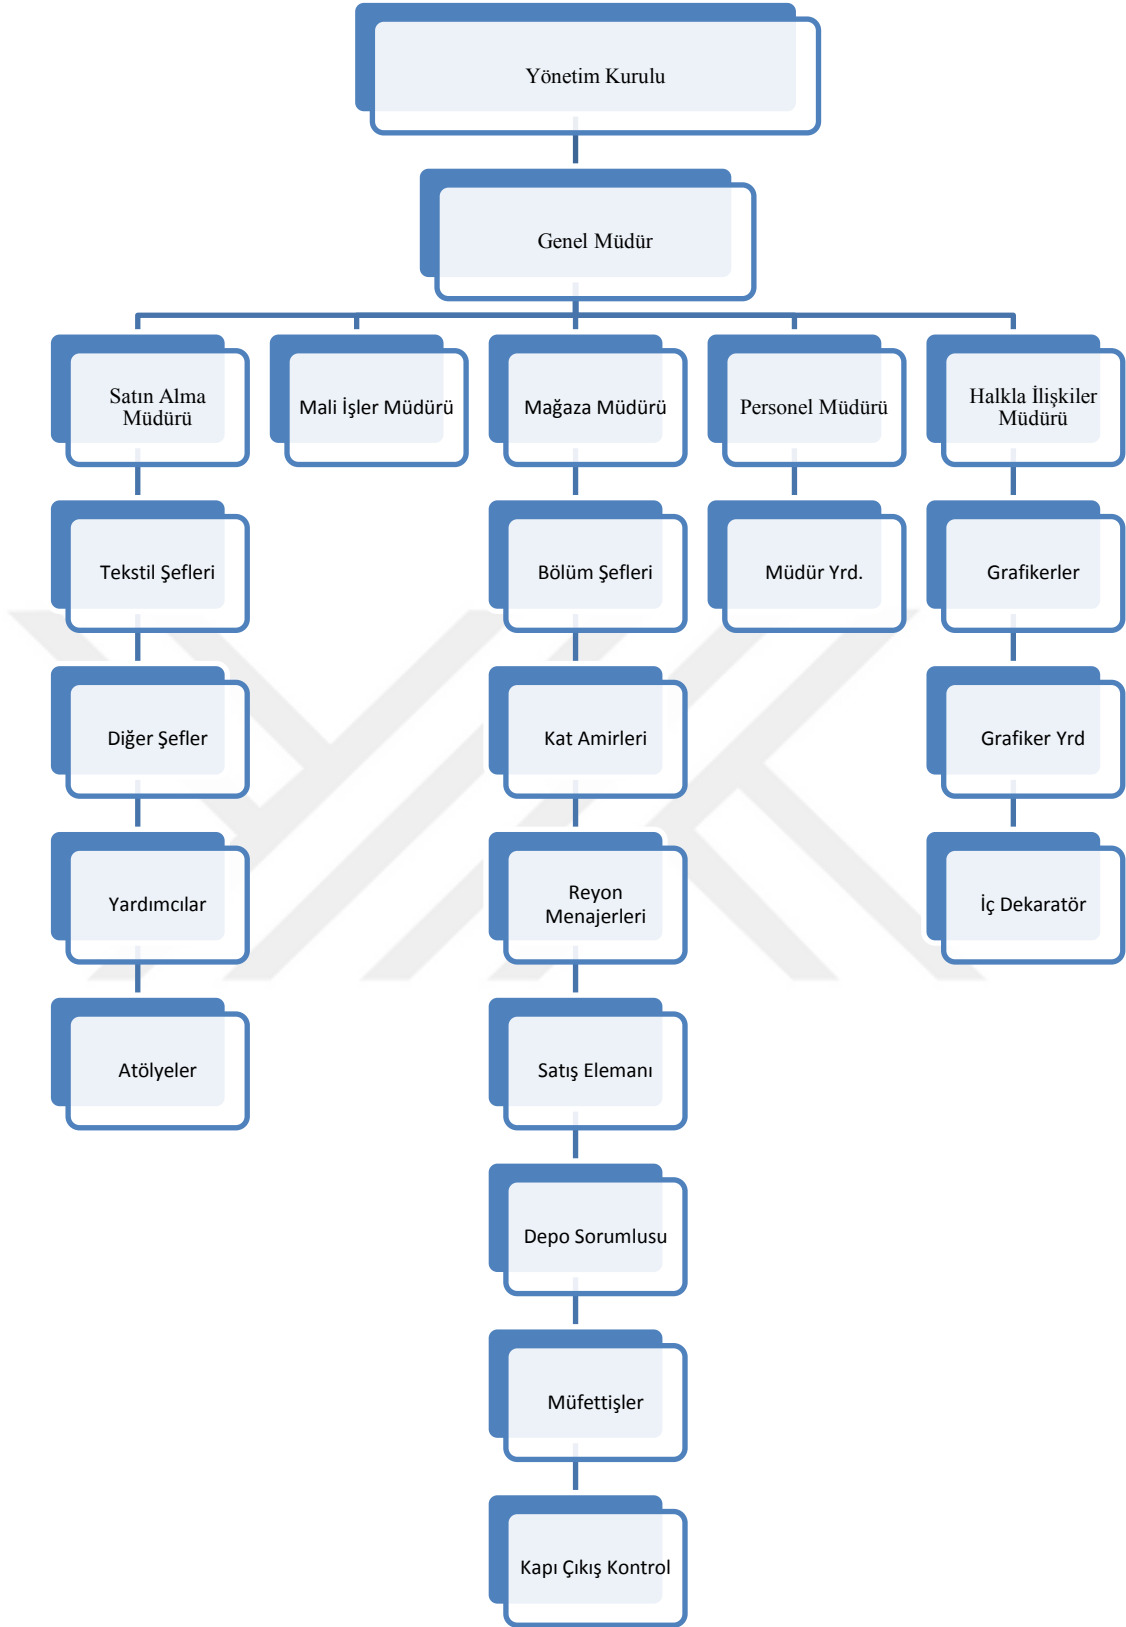 Yönetim Kurulu
Genel Müdür
Satın Alma
Müdürü
Mali İşler Müdürü
Mağaza Müdürü
Personel Müdürü
Halkla İlişkiler
Müdürü
Tekstil Şefleri
Bölüm Şefleri
Müdür Yrd.
Grafikerler
Diğer Şefler
Kat Amirleri
Grafiker Yrd
Yardımcılar
Reyon
Menajerleri
İç Dekaratör
Atölyeler
Satış Elemanı
Depo Sorumlusu
Müfettişler
Kapı Çıkış Kontrol